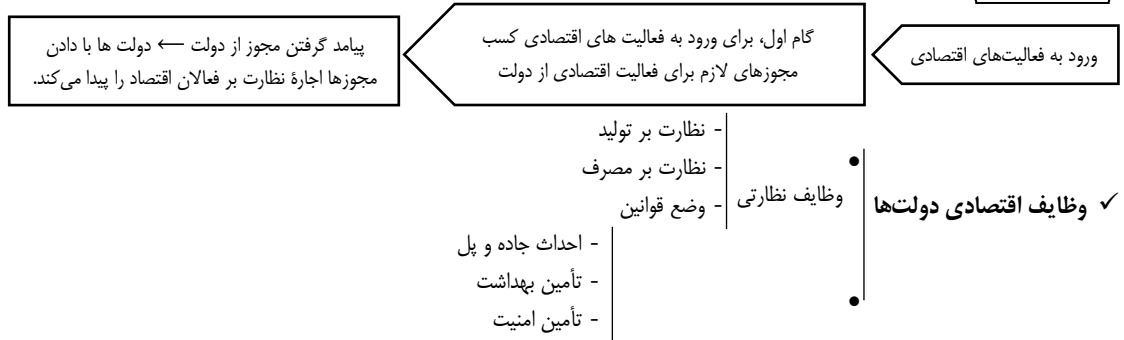 ورود به فعالیت‌های اقتصادی
گام اول، برای ورود به فعالیت های اقتصادی کسب
مجوزهای لازم برای فعالیت اقتصادی از دولت
پیامد گرفتن مجوز از دولت ⟵ دولت ها با دادن
مجوزها اجازهٔ نظارت بر فعالان اقتصاد را پیدا می‌کند.
✓ وظایف اقتصادی دولت‌ها
• وظایف نظارتی
- نظارت بر تولید
- نظارت بر مصرف
- وضع قوانین
•
- احداث جاده و پل
- تأمین بهداشت
- تأمین امنیت